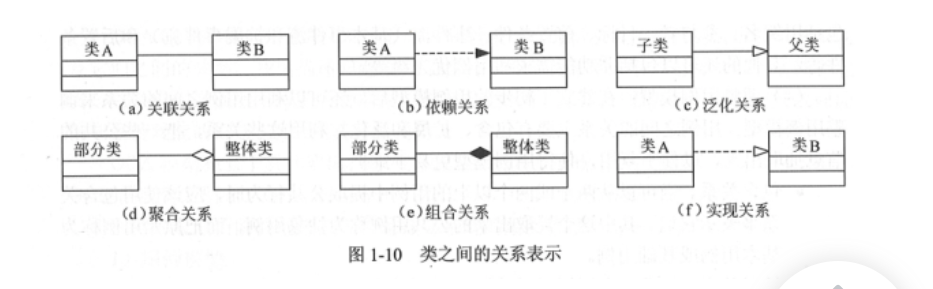 类A 类B 类A 类B 子类 父类
(a) 关联关系 (b) 依赖关系 (c) 泛化关系
部分类 整体类 部分类 整体类 类A 类B
(d) 聚合关系 (e) 组合关系 (f) 实现关系
图 1-10 类之间的关系表示